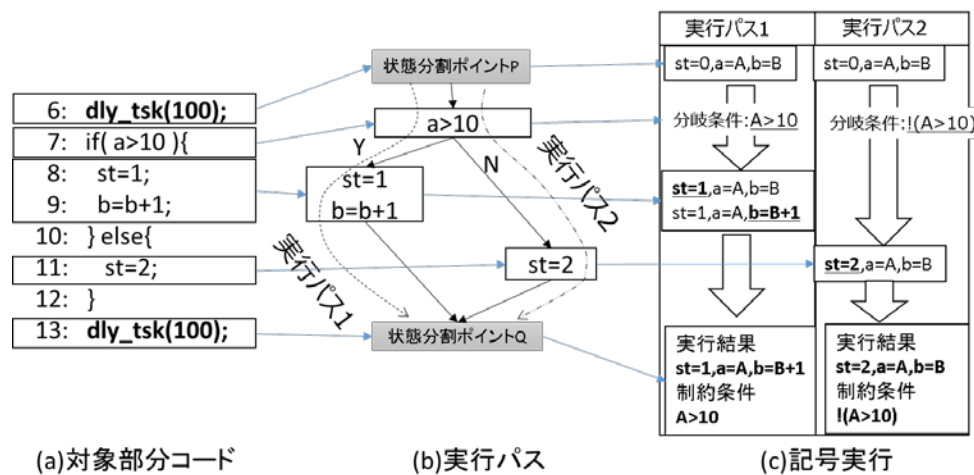 6: dly_tsk(100);
7: if( a>10 ){
8: st=1;
9: b=b+1;
10: } else{
11: st=2;
12: }
13: dly_tsk(100);
(a)対象部分コード
状態分割ポイントP
a>10
Y
N
st=1
b=b+1
st=2
実行パス1
実行パス2
状態分割ポイントQ
(b)実行パス
実行パス1
st=0,a=A,b=B
分岐条件:A>10
st=1,a=A,b=B
st=1,a=A,b=B+1
実行結果
st=1,a=A,b=B+1
制約条件
A>10
実行パス2
st=0,a=A,b=B
分岐条件:!(A>10)
st=2,a=A,b=B
実行結果
st=2,a=A,b=B
制約条件
!(A>10)
(c)記号実行